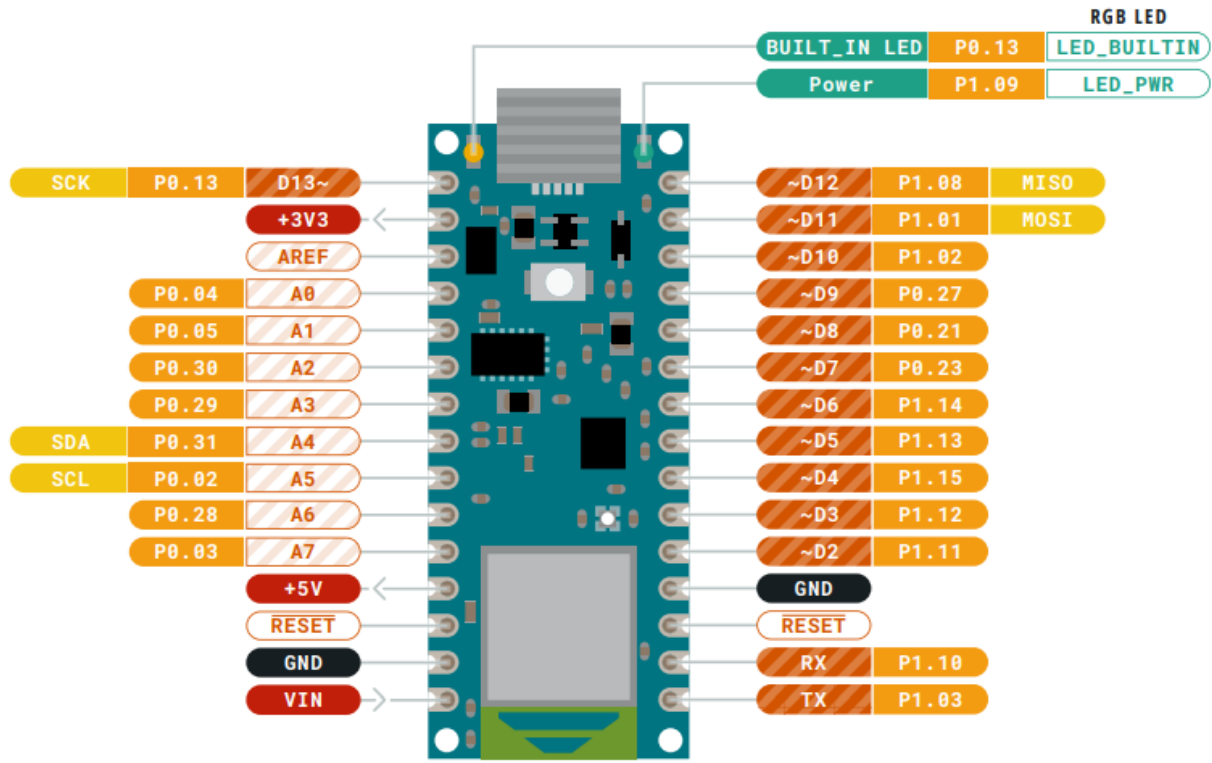 RGB LED
BUILT_IN LED P0.13 LED_BUILTIN
Power P1.09 LED_PWR
SCK P0.13 D13~
+3V3
AREF
P0.04 A0
P0.05 A1
P0.30 A2
P0.29 A3
SDA P0.31 A4
SCL P0.02 A5
P0.28 A6
P0.03 A7
+5V
RESET
GND
VIN
~D12 P1.08 MISO
~D11 P1.01 MOSI
~D10 P1.02
~D9 P0.27
~D8 P0.21
~D7 P0.23
~D6 P1.14
~D5 P1.13
~D4 P1.15
~D3 P1.12
~D2 P1.11
GND
RESET
RX P1.10
TX P1.03